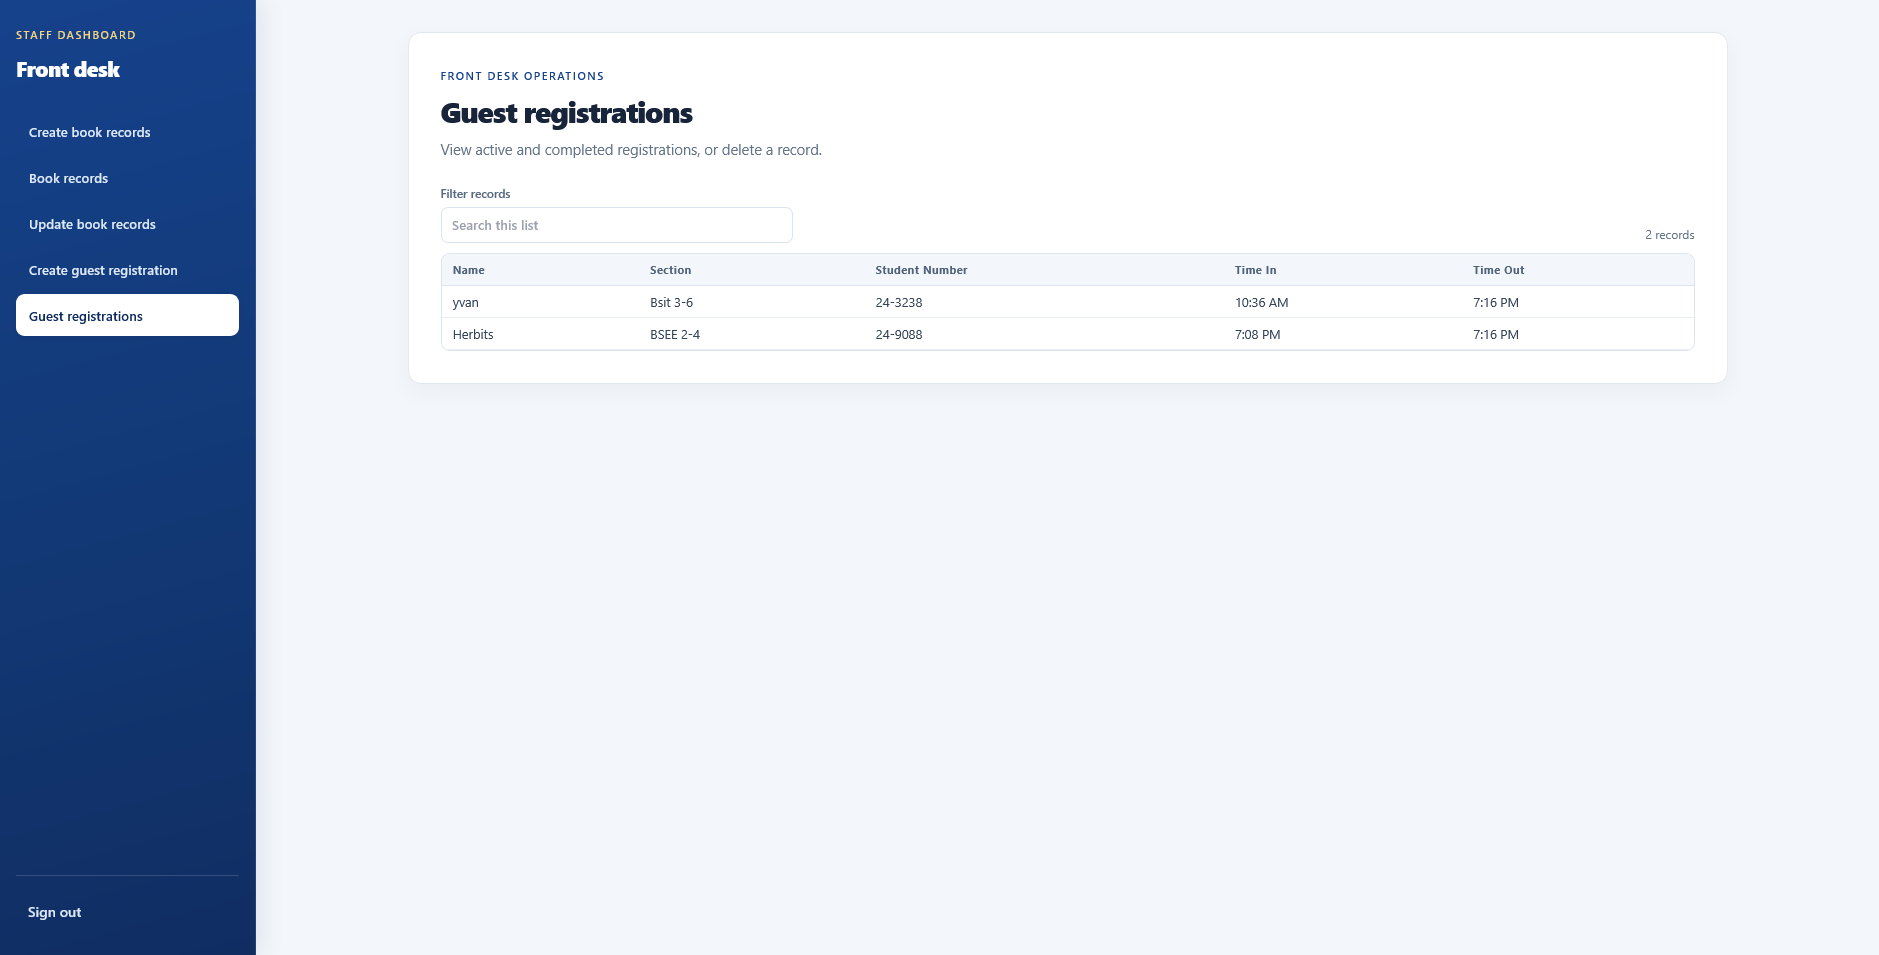 STAFF DASHBOARD
Front desk
Create book records
Book records
Update book records
Create guest registration
Guest registrations
Sign out
FRONT DESK OPERATIONS
Guest registrations
View active and completed registrations, or delete a record.
Filter records
Search this list
2 records
Name Section Student Number Time In Time Out
yvan Bsit 3-6 24-3238 10:36 AM 7:16 PM
Herbits BSEE 2-4 24-9088 7:08 PM 7:16 PM